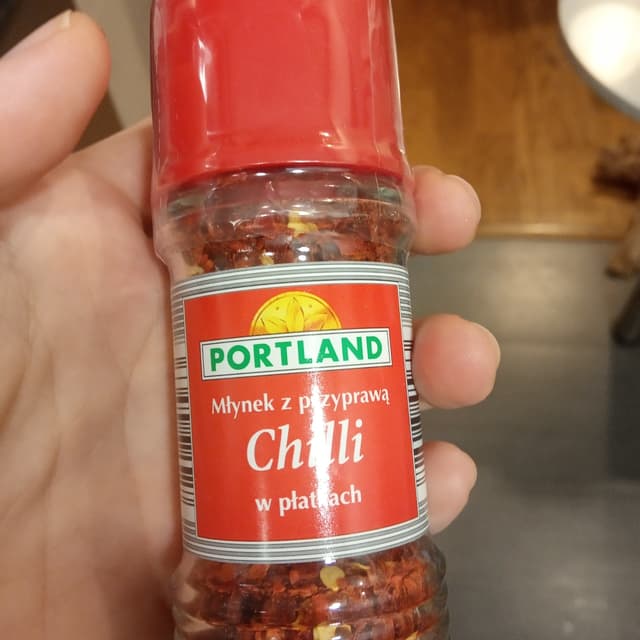 PORTLAND
Młynek z przyprawą
Chilli
w płatkach